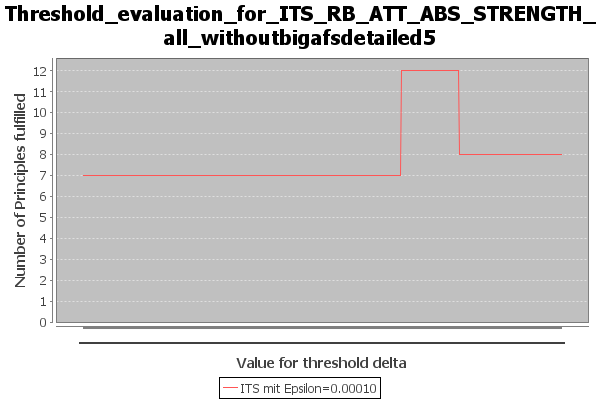 Threshold_evaluation_for_ITS_RB_ATT_ABS_STRENGTH_
all_withoutbigafsdetailed5
Number of Principles fulfilled
12
11
10
9
8
7
6
5
4
3
2
1
0
Value for threshold delta
ITS mit Epsilon=0.00010